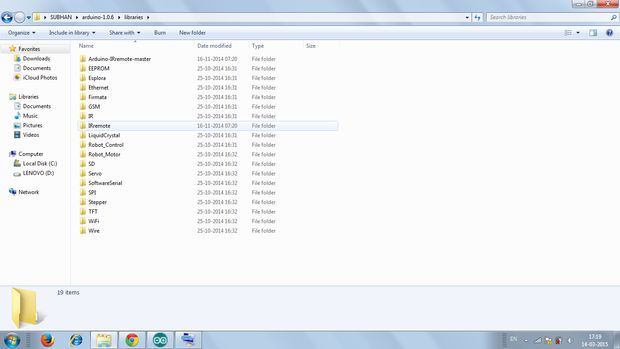 SUBHAN ▸ arduino-1.0.6 ▸ libraries ▸
Search libraries
Organize ▾ Include in library ▾ Share with ▾ Burn New folder
Name Date modified Type Size
Favorites
Downloads
Documents
iCloud Photos
Libraries
Documents
Music
Pictures
Videos
Computer
Local Disk (C:)
LENOVO (D:)
Network
Arduino-IRremote-master 16-11-2014 07:20 File folder
EEPROM 25-10-2014 16:31 File folder
Esplora 25-10-2014 16:31 File folder
Ethernet 25-10-2014 16:31 File folder
Firmata 25-10-2014 16:31 File folder
GSM 25-10-2014 16:31 File folder
IR 25-10-2014 16:31 File folder
IRremote 16-11-2014 07:20 File folder
LiquidCrystal 25-10-2014 16:31 File folder
Robot_Control 25-10-2014 16:31 File folder
Robot_Motor 25-10-2014 16:32 File folder
SD 25-10-2014 16:32 File folder
Servo 25-10-2014 16:32 File folder
SoftwareSerial 25-10-2014 16:32 File folder
SPI 25-10-2014 16:32 File folder
Stepper 25-10-2014 16:32 File folder
TFT 25-10-2014 16:32 File folder
WiFi 25-10-2014 16:32 File folder
Wire 25-10-2014 16:32 File folder
19 items
EN
17:19
14-03-2015